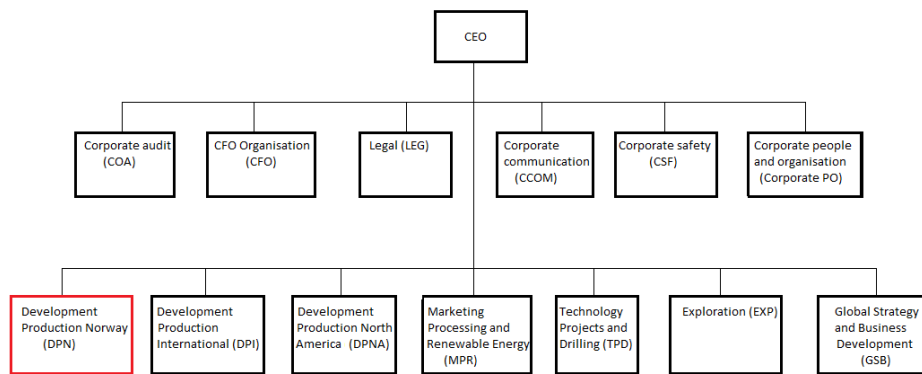 CEO
Corporate audit
(COA)
CFO Organisation
(CFO)
Legal (LEG)
Corporate
communication
(CCOM)
Corporate safety
(CSF)
Corporate people
and organisation
(Corporate PO)
Development
Production Norway
(DPN)
Development
Production
International (DPI)
Development
Production North
America (DPNA)
Marketing
Processing and
Renewable Energy
(MPR)
Technology
Projects and
Drilling (TPD)
Exploration (EXP)
Global Strategy
and Business
Development
(GSB)